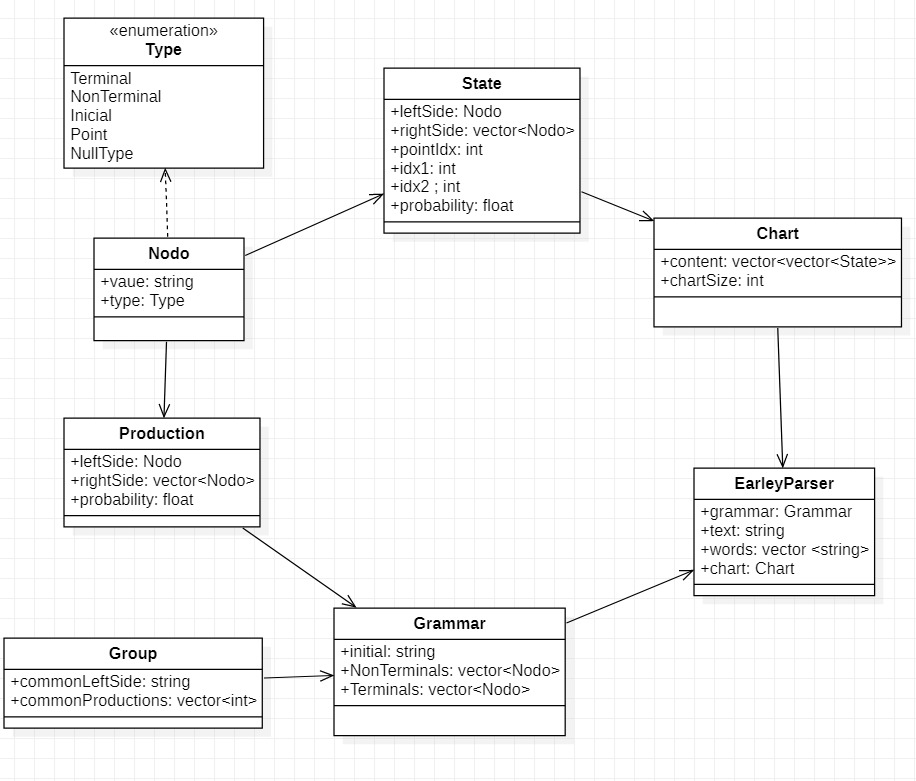 «enumeration»
Type
Terminal
NonTerminal
Inicial
Point
NullType
State
+leftSide: Nodo
+rightSide: vector<Nodo>
+pointIdx: int
+idx1: int
+idx2 ; int
+probability: float
Chart
+content: vector<vector<State>>
+chartSize: int
Nodo
+vaue: string
+type: Type
Production
+leftSide: Nodo
+rightSide: vector<Nodo>
+probability: float
EarleyParser
+grammar: Grammar
+text: string
+words: vector <string>
+chart: Chart
Grammar
+initial: string
+NonTerminals: vector<Nodo>
+Terminals: vector<Nodo>
Group
+commonLeftSide: string
+commonProductions: vector<int>